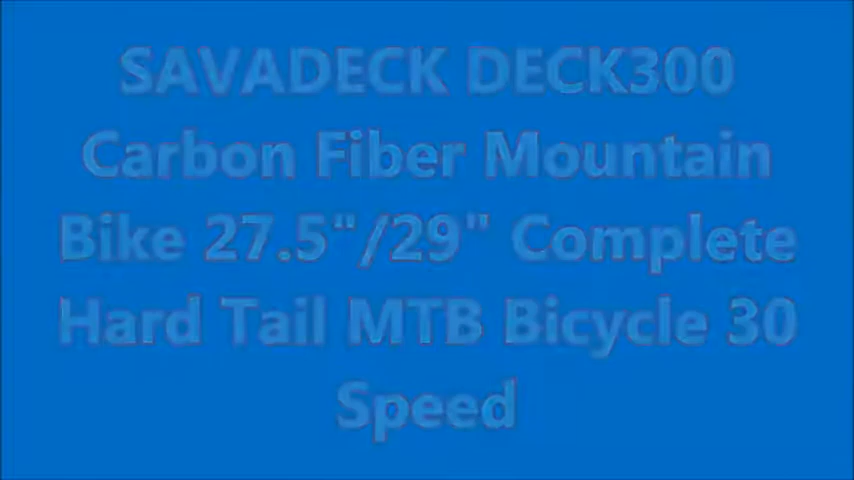 SAVADECK DECK300
Carbon Fiber Mountain
Bike 27.5"/29" Complete
Hard Tail MTB Bicycle 30
Speed